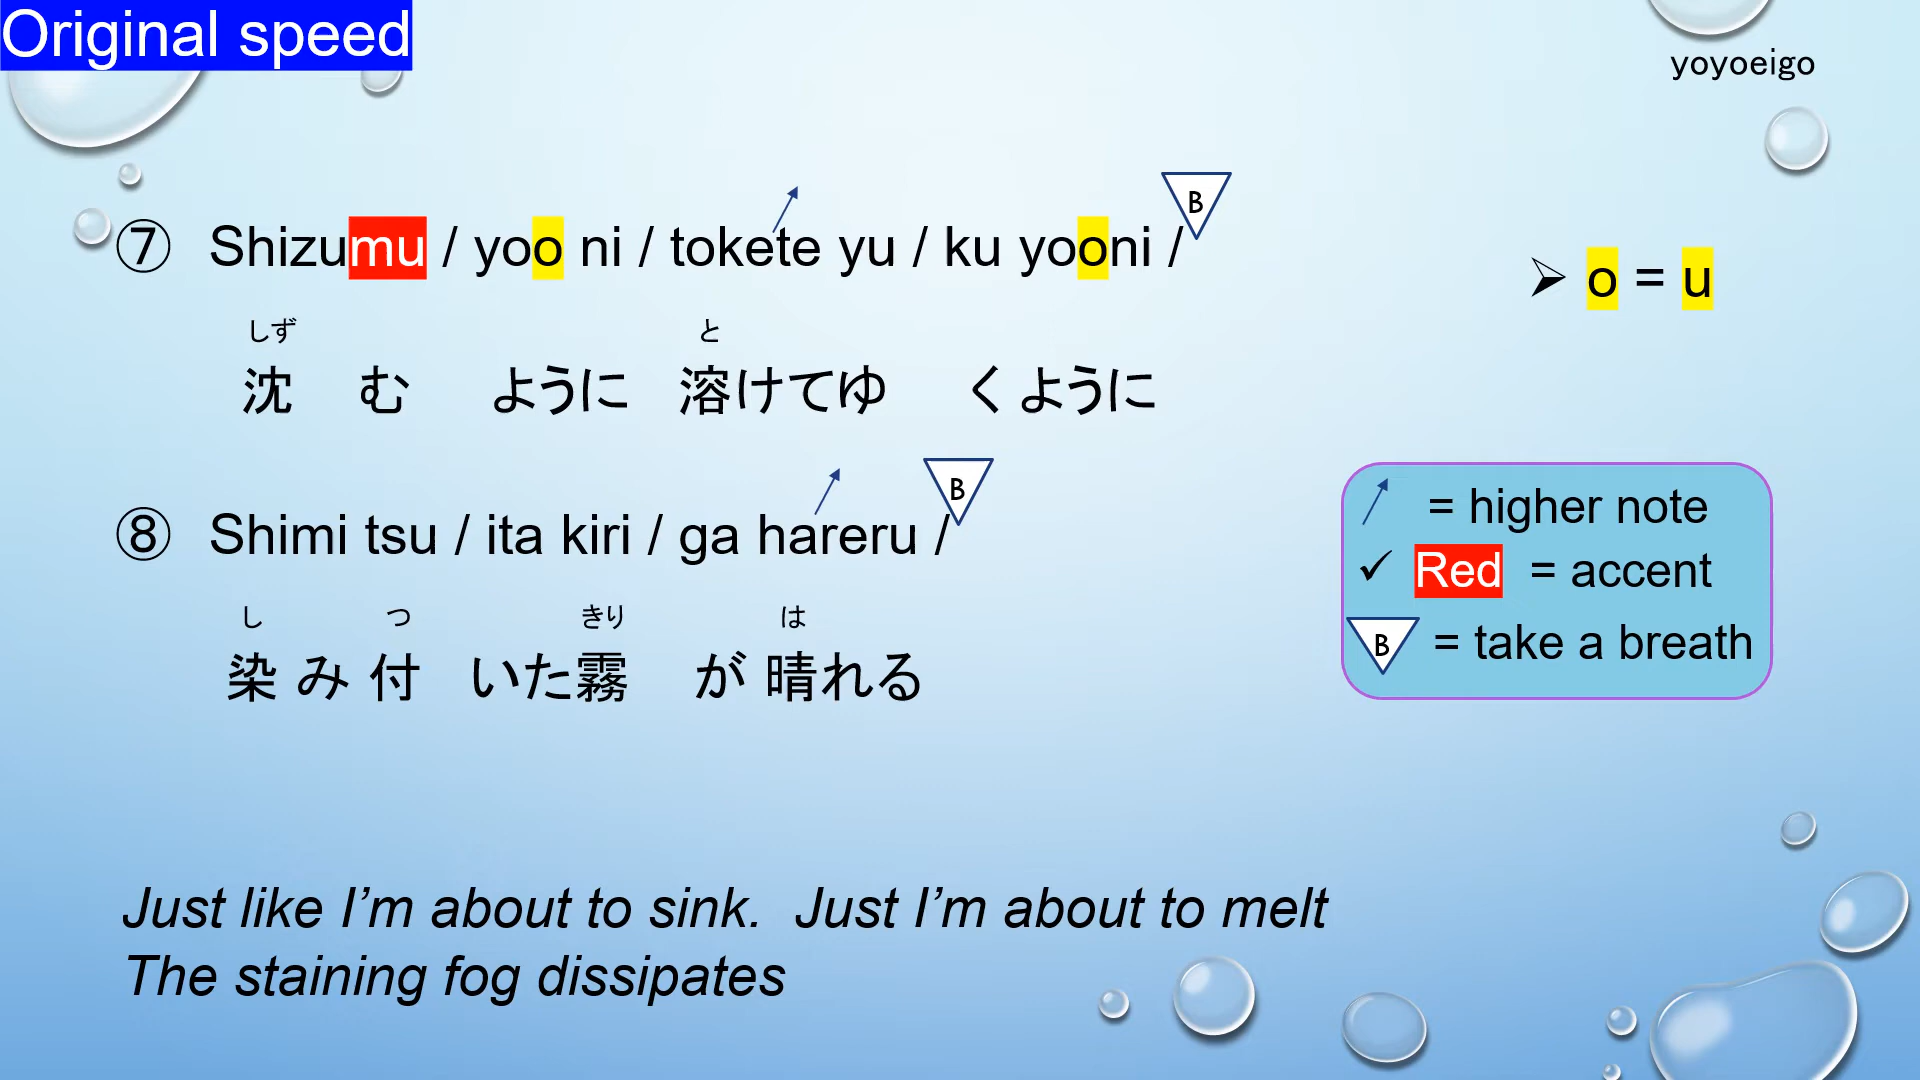 Original speed
yoyoeigo
⑦ Shizumu / yoo ni / tokete yu / ku yooni /
B
➢ o = u
しず と
沈 む ように 溶けてゆ くように
⑧ Shimi tsu / ita kiri / ga hareru /
B
し つ きり は
染 み 付 いた霧 が 晴れる
= higher note
✓ Red = accent
B = take a breath
Just like I’m about to sink. Just I’m about to melt
The staining fog dissipates